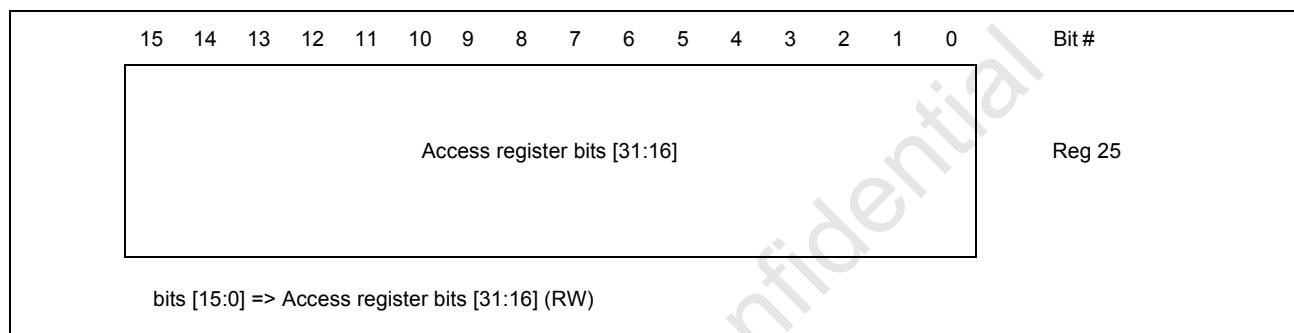 15 14 13 12 11 10 9 8 7 6 5 4 3 2 1 0 Bit #
Access register bits [31:16] Reg 25
bits [15:0] => Access register bits [31:16] (RW)
nfidential